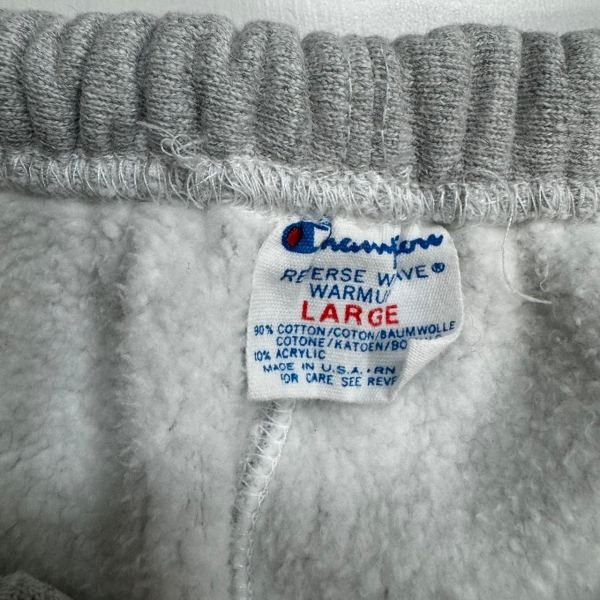 Champion
REVERSE WEAVE®
WARMU
LARGE
90% COTTON/COTON/BAUMWOLLE
COTONE/KATOEN/BO
10% ACRYLIC
MADE IN U.S.A. · RN
FOR CARE SEE REVE